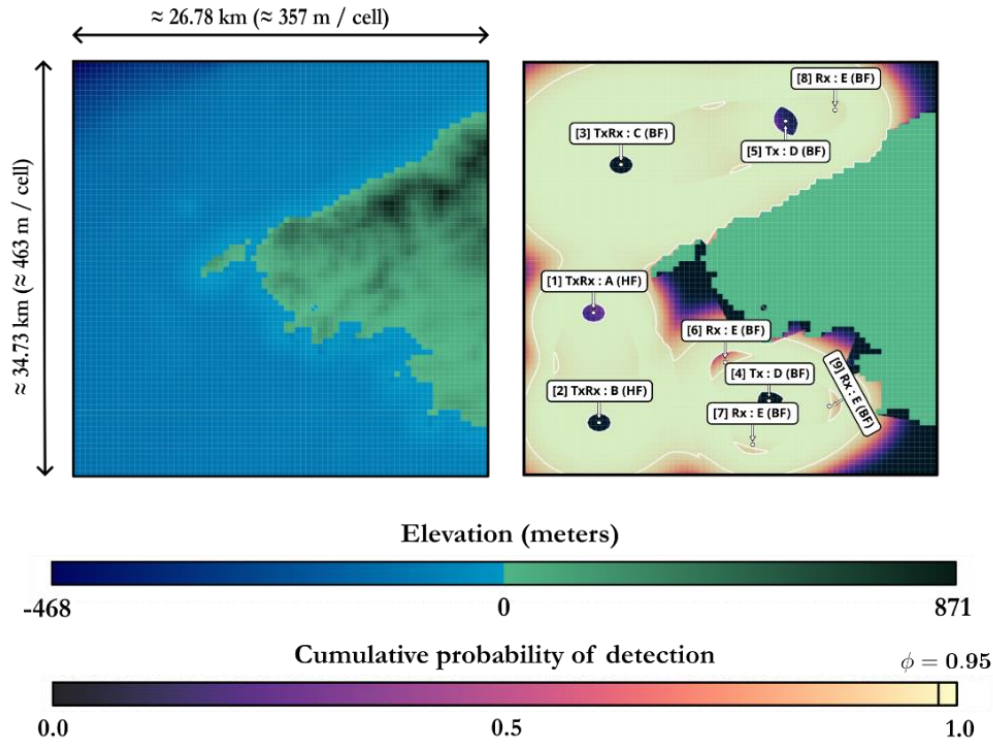 ≈ 26.78 km (≈ 357 m / cell)
≈ 34.73 km (≈ 463 m / cell)
[8] Rx : E (BF)
[3] TxRx : C (BF)
[5] Tx : D (BF)
[1] TxRx : A (HF)
[6] Rx : E (BF)
[4] Tx : D (BF)
[9] Rx : E (BF)
[2] TxRx : B (HF)
[7] Rx : E (BF)
Elevation (meters)
-468
0
871
Cumulative probability of detection
ϕ = 0.95
0.0
0.5
1.0